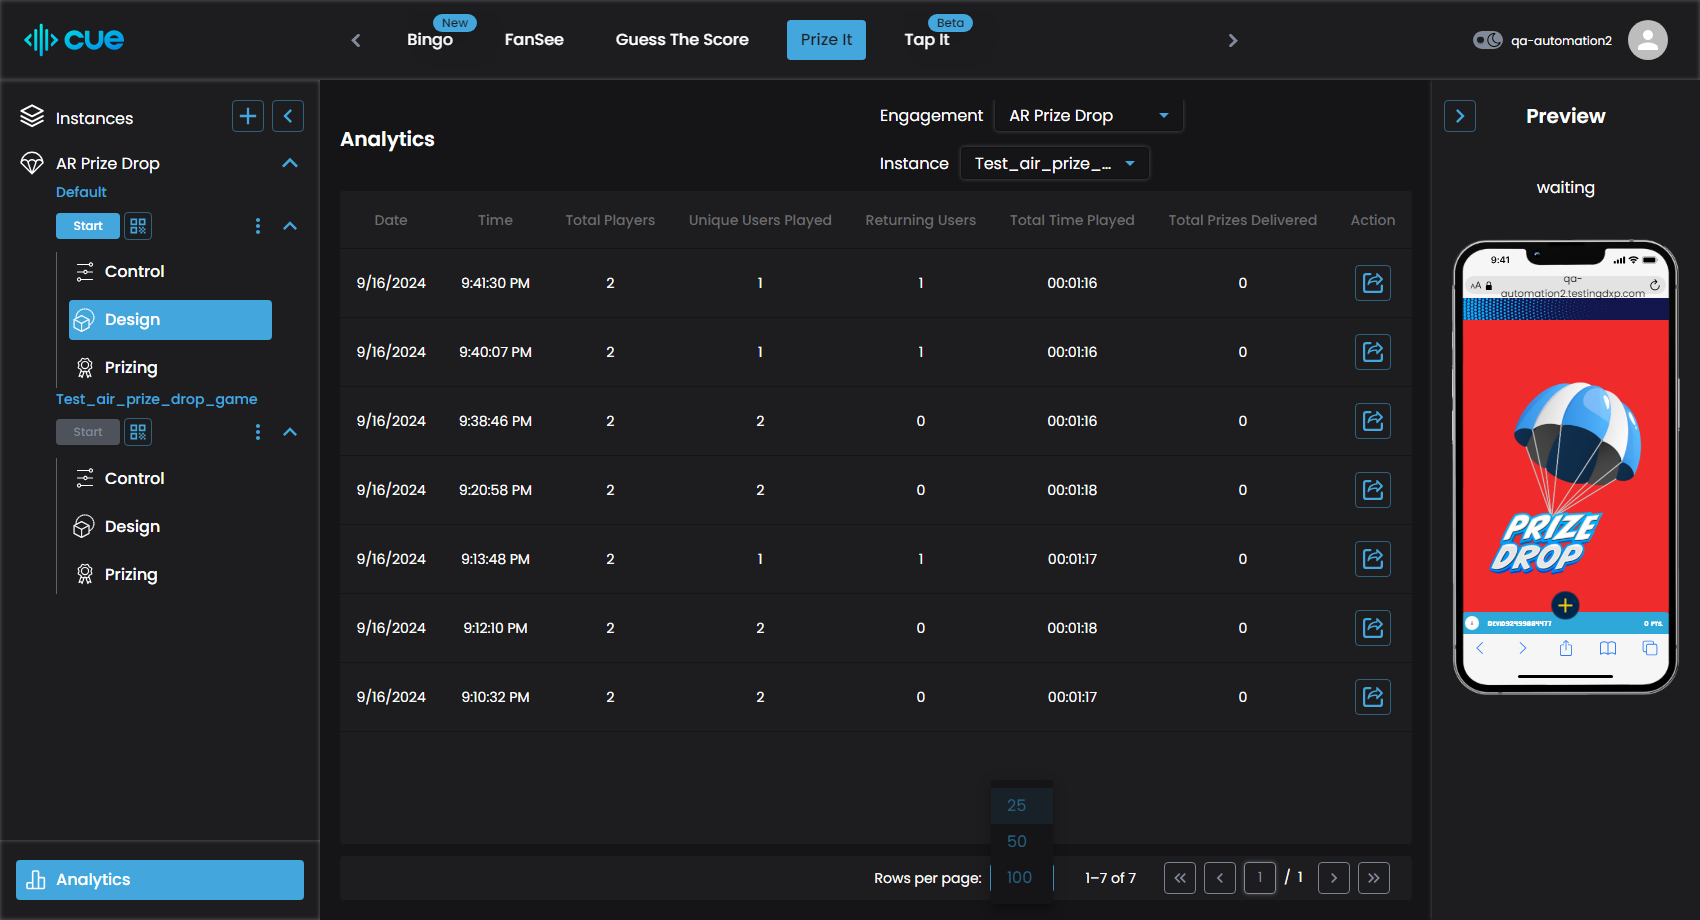 cue
New
Bingo
FanSee
Guess The Score
Prize It
Beta
Tap It
qa-automation2
Instances
AR Prize Drop
Default
Start
Control
Design
Prizing
Test_air_prize_drop_game
Start
Control
Design
Prizing
Analytics
Analytics
Engagement AR Prize Drop
Instance Test_air_prize_...
Date Time Total Players Unique Users Played Returning Users Total Time Played Total Prizes Delivered Action
9/16/2024 9:41:30 PM 2 1 1 00:01:16 0
9/16/2024 9:40:07 PM 2 1 1 00:01:16 0
9/16/2024 9:38:46 PM 2 2 0 00:01:16 0
9/16/2024 9:20:58 PM 2 2 0 00:01:18 0
9/16/2024 9:13:48 PM 2 1 1 00:01:17 0
9/16/2024 9:12:10 PM 2 2 0 00:01:18 0
9/16/2024 9:10:32 PM 2 2 0 00:01:17 0
25
50
100
Rows per page: 1–7 of 7 1 / 1
Preview
waiting
9:41
AA qa-
automation2.testingdxp.com
PRIZE
DROP
0 PTS.